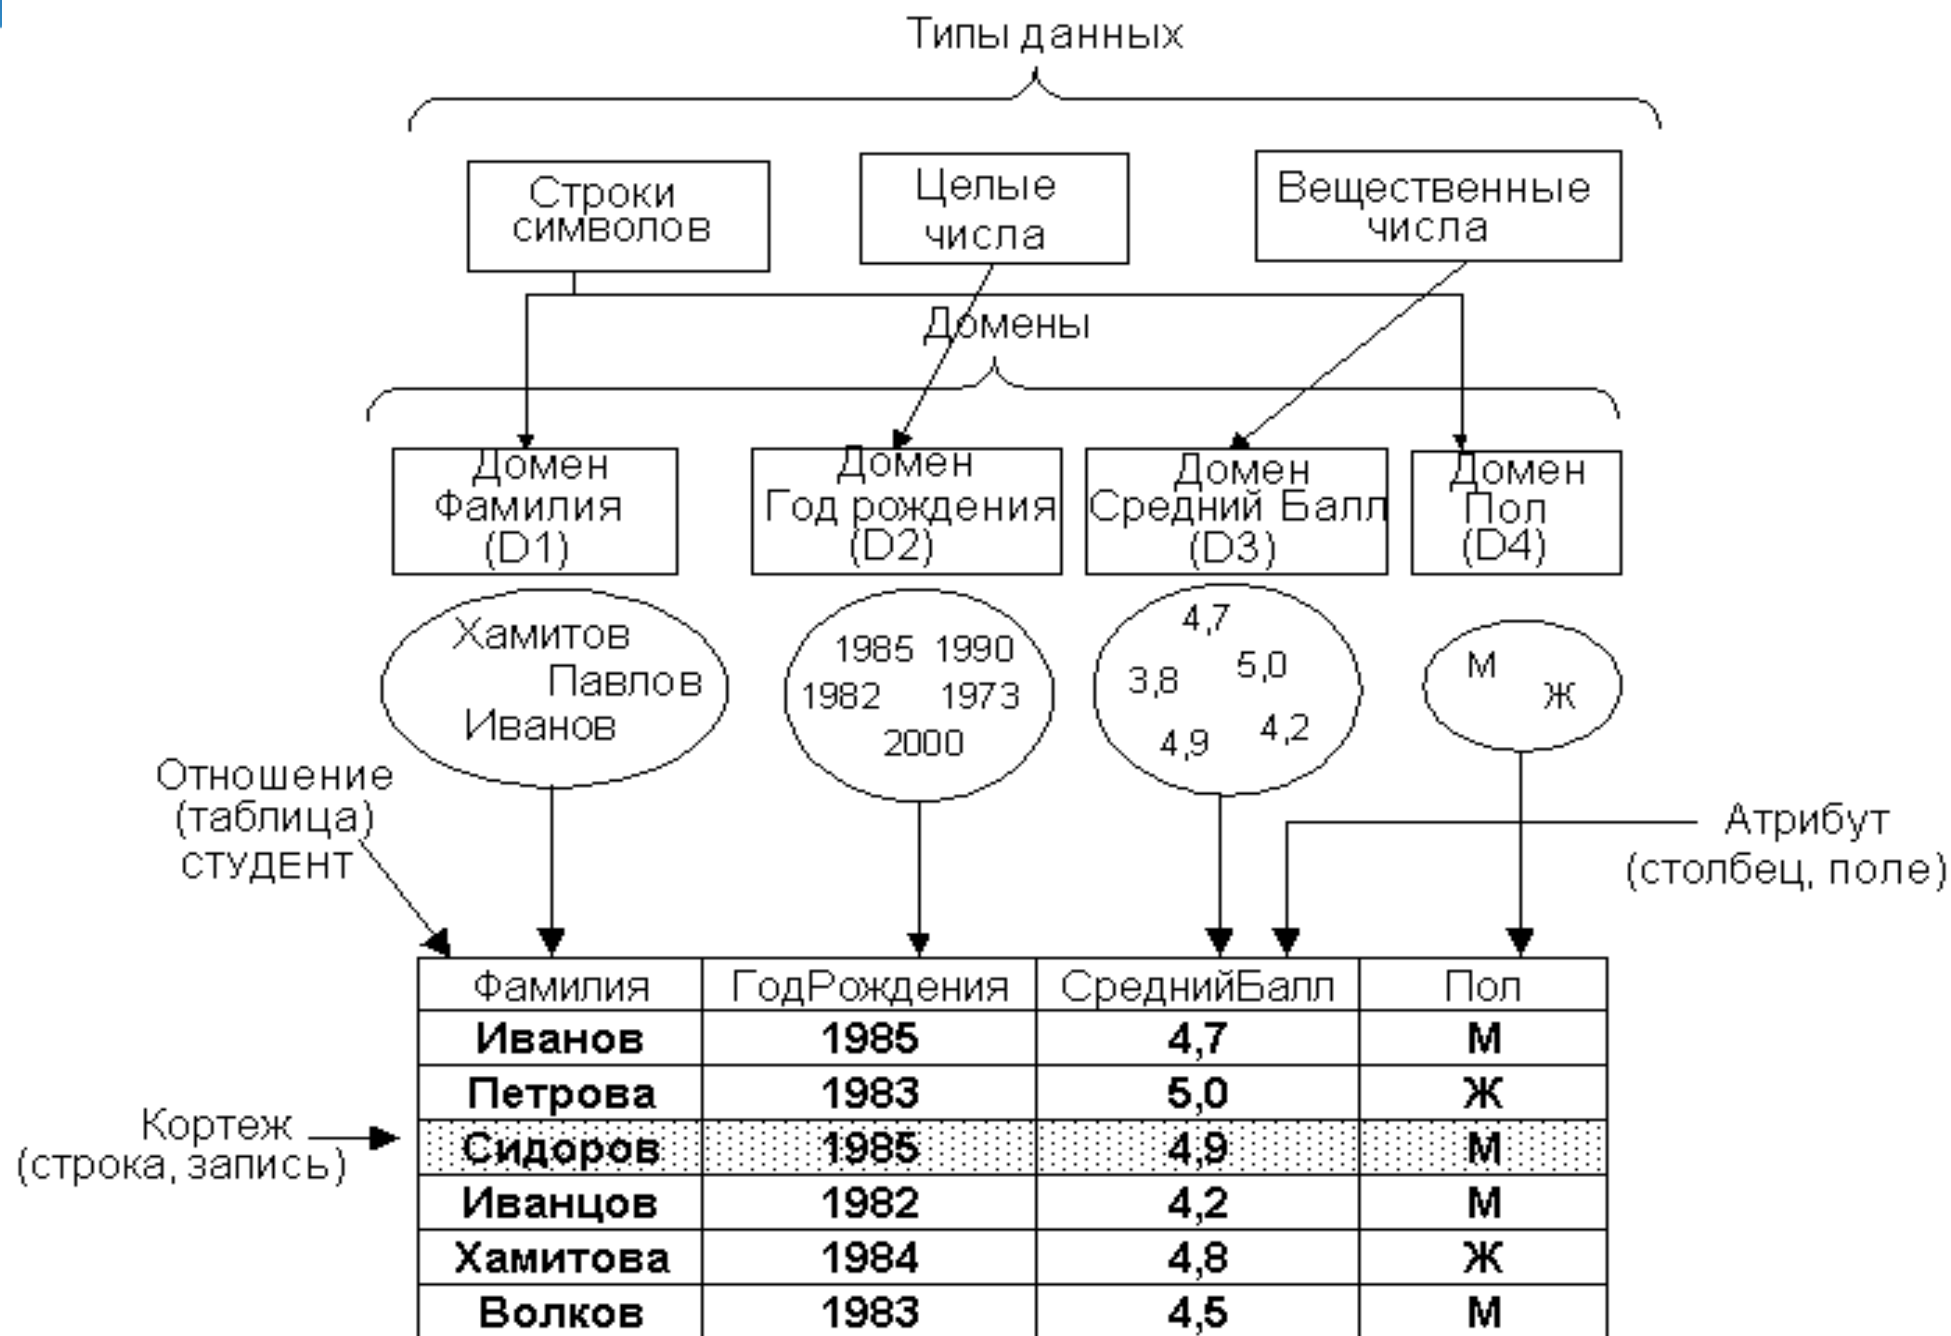 Типы данных
Строки
символов
Целые
числа
Вещественные
числа
Домены
Домен
Фамилия
(D1)
Домен
Год рождения
(D2)
Домен
Средний Балл
(D3)
Домен
Пол
(D4)
Хамитов
Павлов
Иванов
1985 1990
1982 1973
2000
4,7
3,8 5,0
4,9 4,2
М
Ж
Отношение
(таблица)
СТУДЕНТ
Атрибут
(столбец, поле)
Фамилия ГодРождения СреднийБалл Пол
Иванов 1985 4,7 М
Петрова 1983 5,0 Ж
Кортеж
(строка, запись)
Сидоров 1985 4,9 М
Иванцов 1982 4,2 М
Хамитова 1984 4,8 Ж
Волков 1983 4,5 М